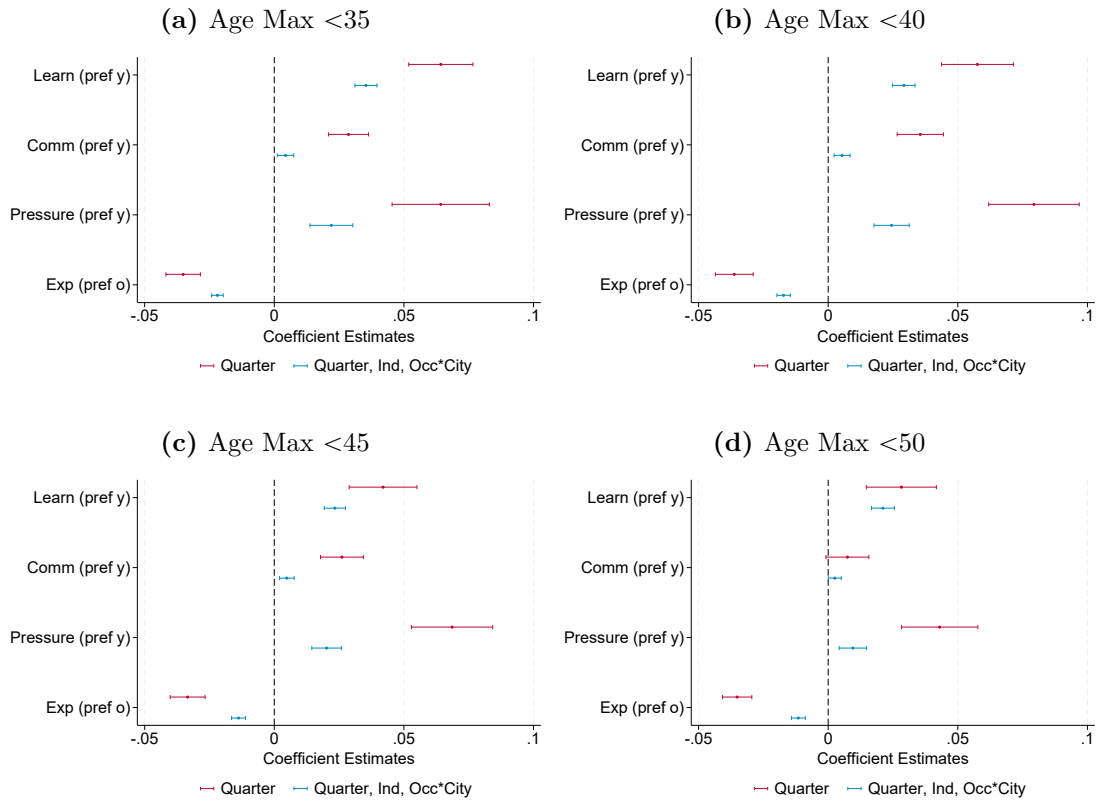 (a) Age Max <35
Learn (pref y)
Comm (pref y)
Pressure (pref y)
Exp (pref o)
-.05 0 .05 .1
Coefficient Estimates
Quarter Quarter, Ind, Occ*City
(b) Age Max <40
Learn (pref y)
Comm (pref y)
Pressure (pref y)
Exp (pref o)
-.05 0 .05 .1
Coefficient Estimates
Quarter Quarter, Ind, Occ*City
(c) Age Max <45
Learn (pref y)
Comm (pref y)
Pressure (pref y)
Exp (pref o)
-.05 0 .05 .1
Coefficient Estimates
Quarter Quarter, Ind, Occ*City
(d) Age Max <50
Learn (pref y)
Comm (pref y)
Pressure (pref y)
Exp (pref o)
-.05 0 .05 .1
Coefficient Estimates
Quarter Quarter, Ind, Occ*City